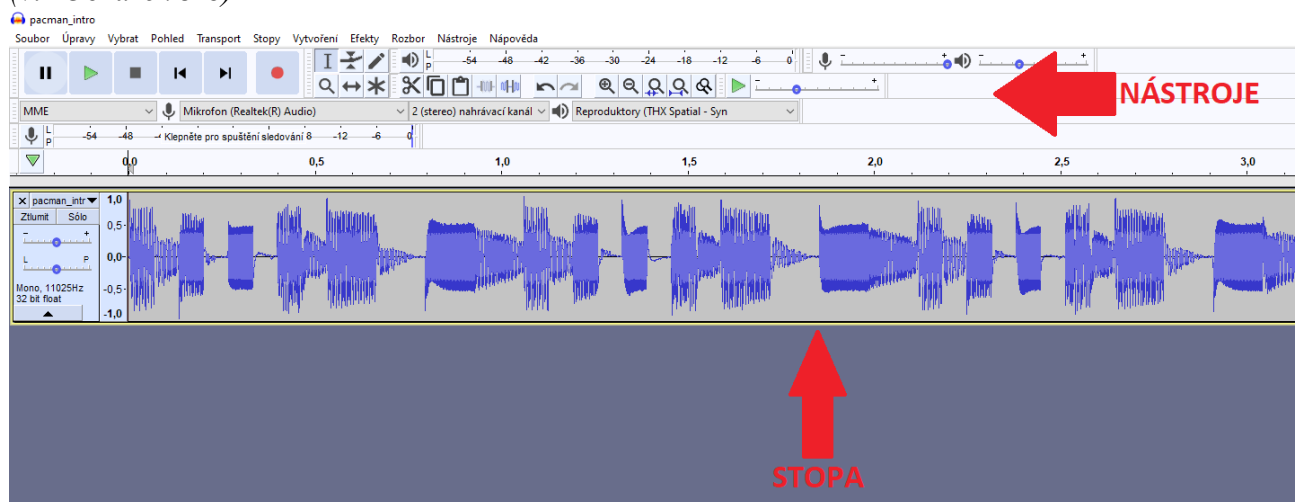 pacman_intro
Soubor Úpravy Vybrat Pohled Transport Stopy Vytvoření Efekty Rozbor Nástroje Nápověda
L P -54 -48 -42 -36 -30 -24 -18 -12 -6 0
NÁSTROJE
MME Mikrofon (Realtek(R) Audio) 2 (stereo) nahrávací kanál Reproduktory (THX Spatial - Syn
L P -54 -48 Klepněte pro spuštění sledování 8 -12 -6 0
0,0 0,5 1,0 1,5 2,0 2,5 3,0
pacman_intr 1,0
Ztlumit Sólo 0,5
- +
L P 0,0
Mono, 11025Hz -0,5
32 bit float
-1,0
STOPA